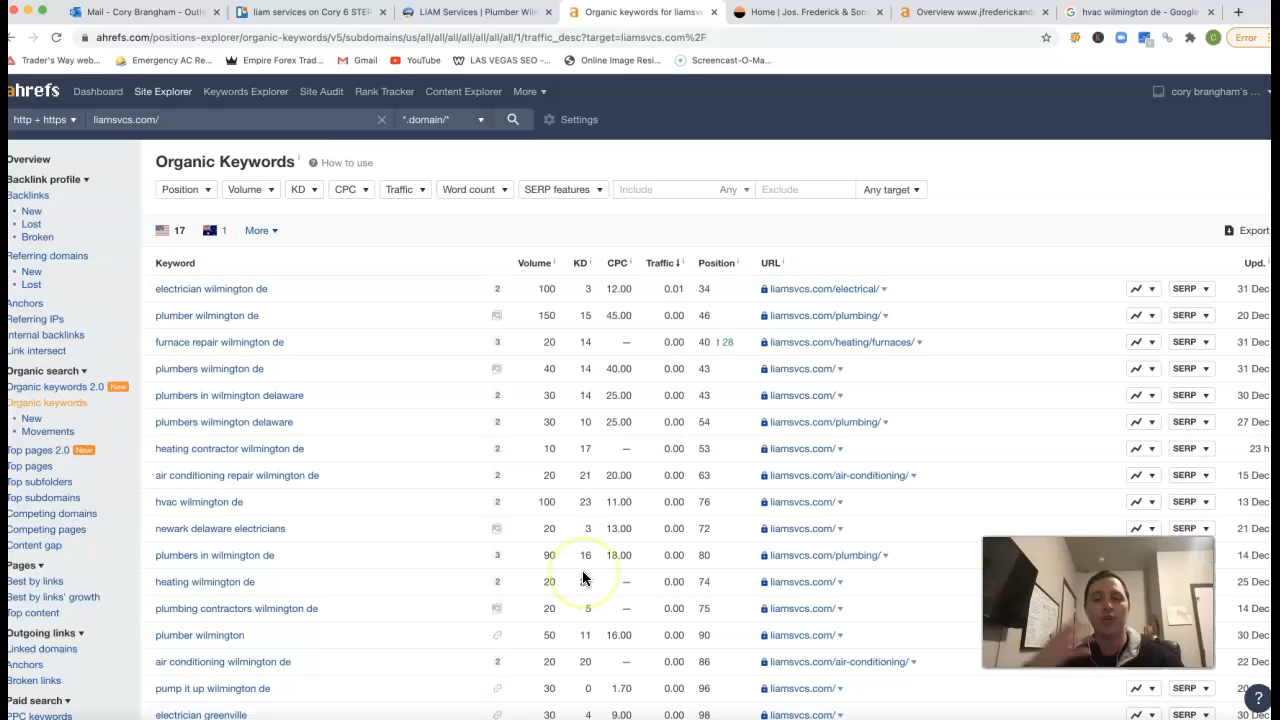 Mail - Cory Brangham - Outlo
liam services on Cory 6 STEP
LIAM Services | Plumber Wilm
Organic keywords for liamsv
Home | Jos. Frederick & Son
Overview www.jfrederickand
hvac wilmington de - Google
ahrefs.com/positions-explorer/organic-keywords/v5/subdomains/us/all/all/all/all/all/all/all/1/traffic_desc?target=liamsvcs.com%2F
Error
Trader's Way web...
Emergency AC Re...
Empire Forex Trad...
Gmail
YouTube
LAS VEGAS SEO -...
Online Image Resi...
Screencast-O-Ma...
ahrefs
Dashboard
Site Explorer
Keywords Explorer
Site Audit
Rank Tracker
Content Explorer
More
cory brangham's ...
http + https
liamsvcs.com/
*.domain/*
Settings
Overview
Backlink profile
Backlinks
New
Lost
Broken
Referring domains
New
Lost
Anchors
Referring IPs
Internal backlinks
Link intersect
Organic search
Organic keywords 2.0 New
Organic keywords
New
Movements
Top pages 2.0 New
Top pages
Top subfolders
Top subdomains
Competing domains
Competing pages
Content gap
Pages
Best by links
Best by links' growth
Top content
Outgoing links
Linked domains
Anchors
Broken links
Paid search
PPC keywords
Organic Keywords i ? How to use
Position Volume KD CPC Traffic Word count SERP features Include Any Exclude Any target
17 1 More Export
Keyword Volume KD CPC Traffic Position URL Upd.
electrician wilmington de 2 100 3 12.00 0.01 34 liamsvcs.com/electrical/ SERP 31 Dec
plumber wilmington de 150 15 45.00 0.00 46 liamsvcs.com/plumbing/ SERP 20 Dec
furnace repair wilmington de 3 20 14 — 0.00 40 ↑28 liamsvcs.com/heating/furnaces/ SERP 31 Dec
plumbers wilmington de 40 14 40.00 0.00 43 liamsvcs.com/ SERP 31 Dec
plumbers in wilmington delaware 2 30 14 25.00 0.00 43 liamsvcs.com/ SERP 30 Dec
plumbers wilmington delaware 2 30 10 25.00 0.00 54 liamsvcs.com/plumbing/ SERP 27 Dec
heating contractor wilmington de 2 10 17 — 0.00 53 liamsvcs.com/ SERP 23 h
air conditioning repair wilmington de 2 20 21 20.00 0.00 63 liamsvcs.com/air-conditioning/ SERP 15 Dec
hvac wilmington de 2 100 23 11.00 0.00 76 liamsvcs.com/ SERP 13 Dec
newark delaware electricians 20 3 13.00 0.00 72 liamsvcs.com/ SERP 21 Dec
plumbers in wilmington de 3 90 16 18.00 0.00 80 liamsvcs.com/plumbing/ 14 Dec
heating wilmington de 2 20 — 0.00 74 liamsvcs.com/ 25 Dec
plumbing contractors wilmington de 20 5 — 0.00 75 liamsvcs.com/ 14 Dec
plumber wilmington 50 11 16.00 0.00 90 liamsvcs.com/ 30 Dec
air conditioning wilmington de 2 20 20 — 0.00 86 liamsvcs.com/air-conditioning/ 22 Dec
pump it up wilmington de 30 0 1.70 0.00 96 liamsvcs.com/ SERP
electrician greenville 30 4 9.00 0.00 98 liamsvcs.com/ SERP 30 Dec